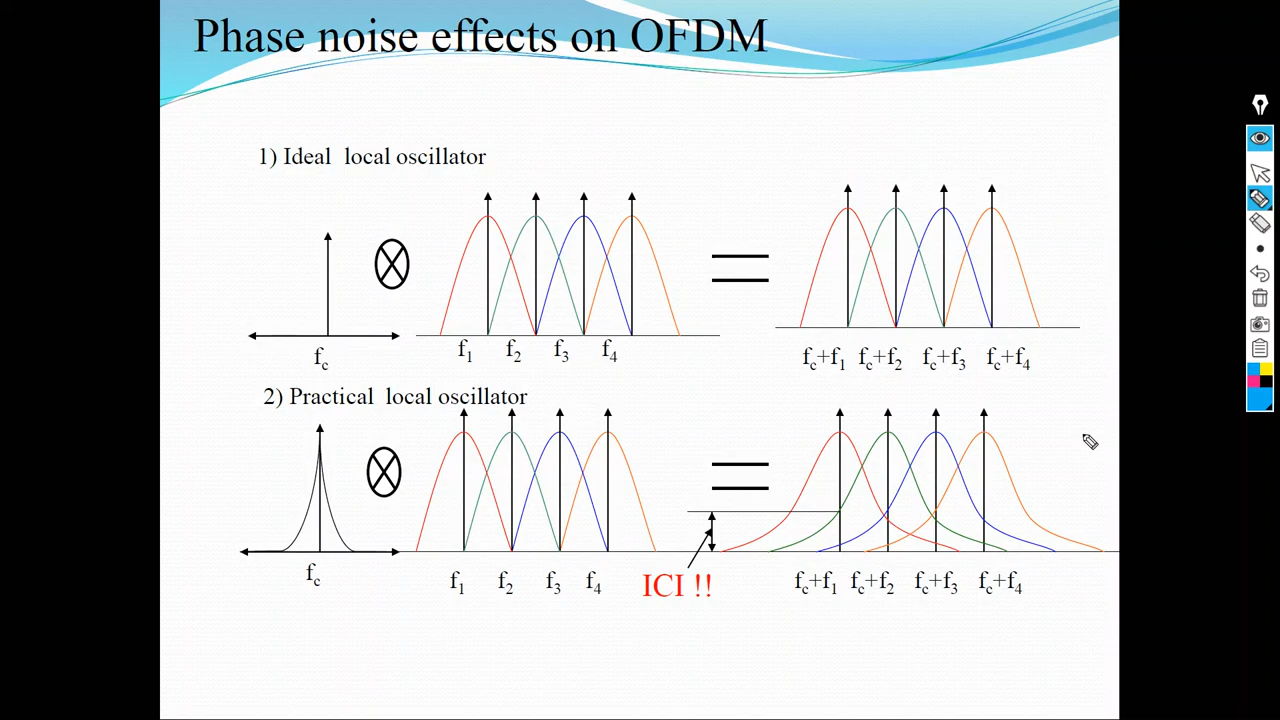 Phase noise effects on OFDM
1) Ideal local oscillator
fc
f1 f2 f3 f4
fc+f1 fc+f2 fc+f3 fc+f4
2) Practical local oscillator
fc
f1 f2 f3 f4
ICI !!
fc+f1 fc+f2 fc+f3 fc+f4